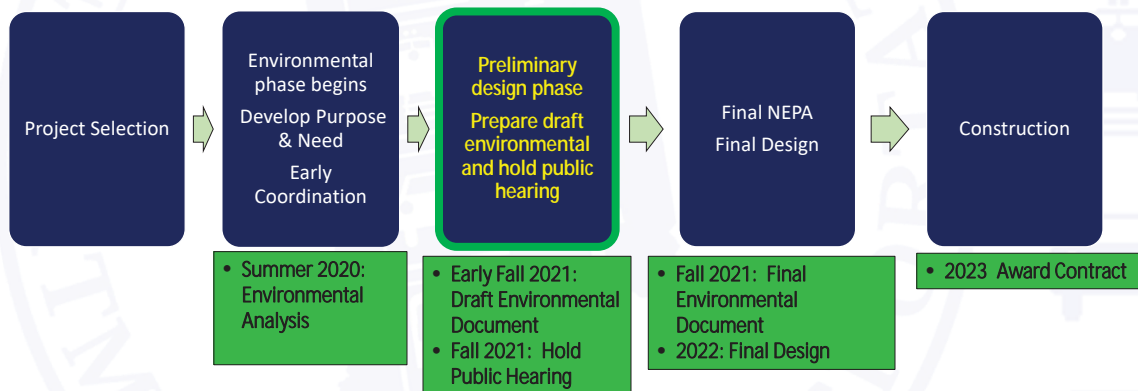 Project Selection
Environmental
phase begins
Develop Purpose
& Need
Early
Coordination
Preliminary
design phase
Prepare draft
environmental
and hold public
hearing
Final NEPA
Final Design
Construction
• Summer 2020:
Environmental
Analysis
• Early Fall 2021:
Draft Environmental
Document
• Fall 2021: Hold
Public Hearing
• Fall 2021: Final
Environmental
Document
• 2022: Final Design
• 2023 Award Contract